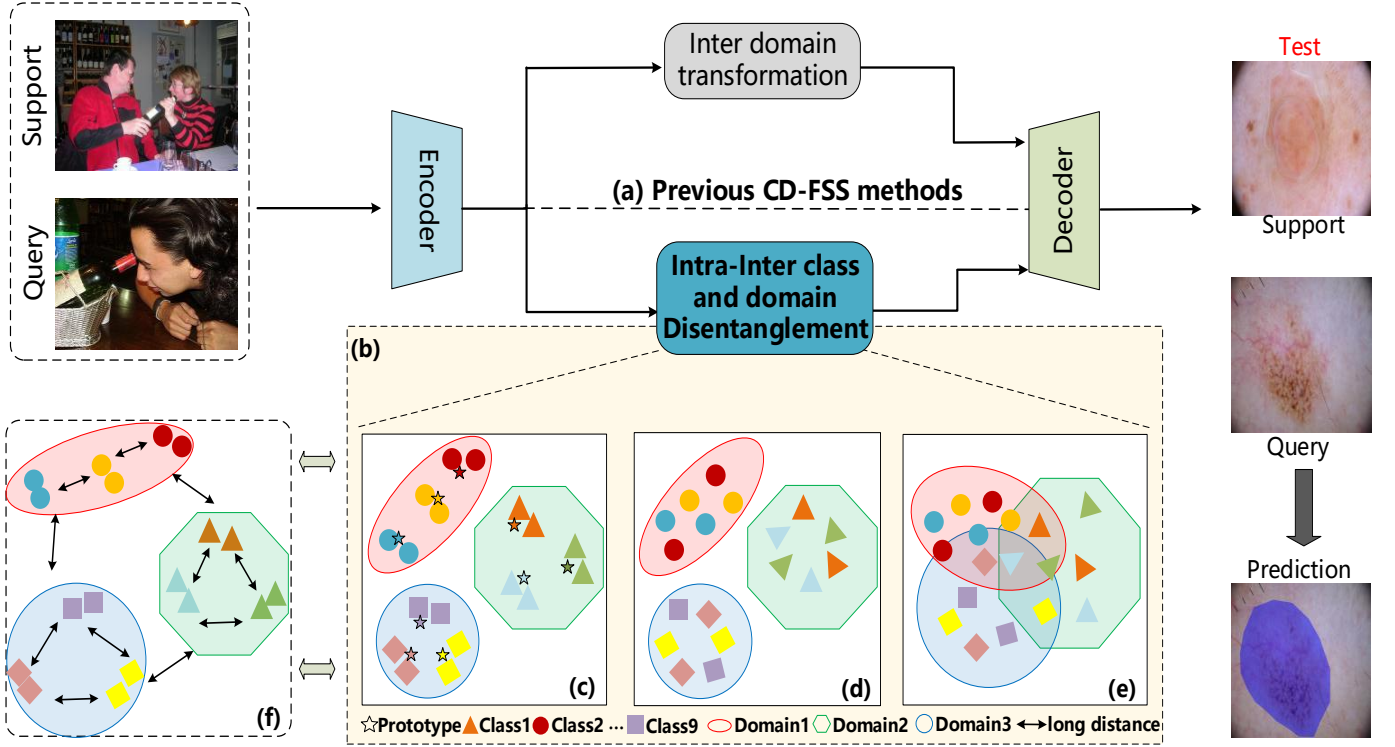 Support
Query
Encoder
Inter domain
transformation
(a) Previous CD-FSS methods
Intra-Inter class
and domain
Disentanglement
Decoder
Test
Support
Query
Prediction
(b)
(f)
(c)
(d)
(e)
Prototype Class1 Class2 ··· Class9 Domain1 Domain2 Domain3 long distance